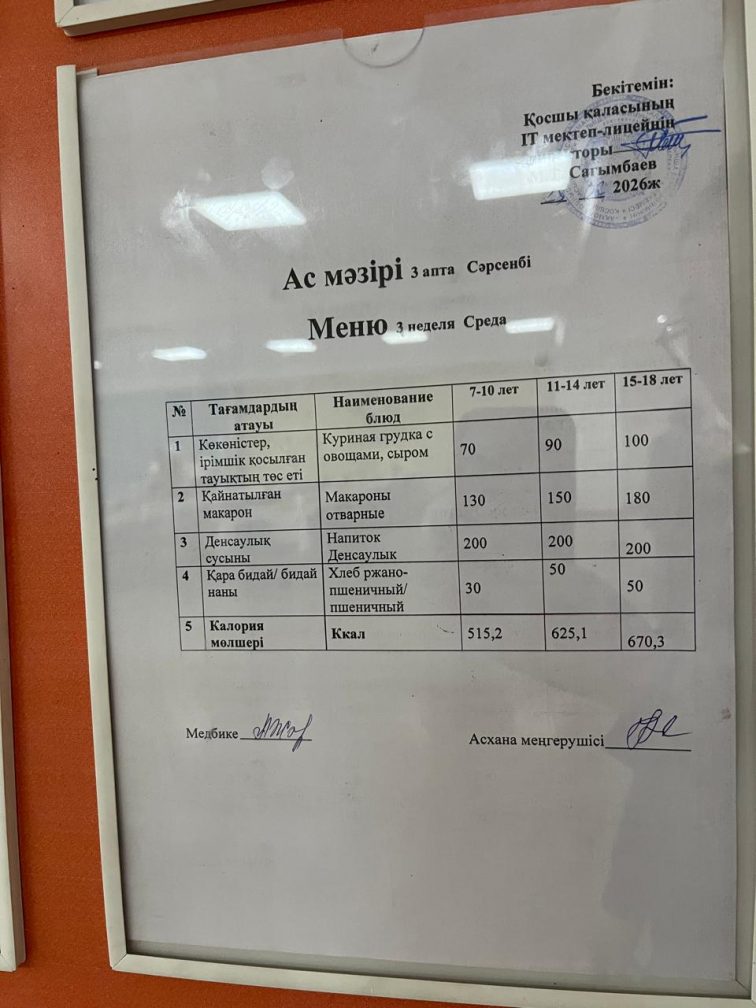 Бекітемін:
Қосшы қаласының
IT мектеп-лицейнің
торы
Сағымбаев
2026ж
Ас мәзірі 3 апта Сәрсенбі
Меню 3 неделя Среда
№ Тағамдардың атауы Наименование блюд 7-10 лет 11-14 лет 15-18 лет
1 Көкөністер, ірімшік қосылған тауықтың төс еті Куриная грудка с овощами, сыром 70 90 100
2 Қайнатылған макарон Макароны отварные 130 150 180
3 Денсаулық сусыны Напиток Денсаулык 200 200 200
4 Қара бидай/ бидай наны Хлеб ржано-пшеничный/ пшеничный 30 50 50
5 Калория мөлшері Ккал 515,2 625,1 670,3
Медбике
Асхана меңгерушісі